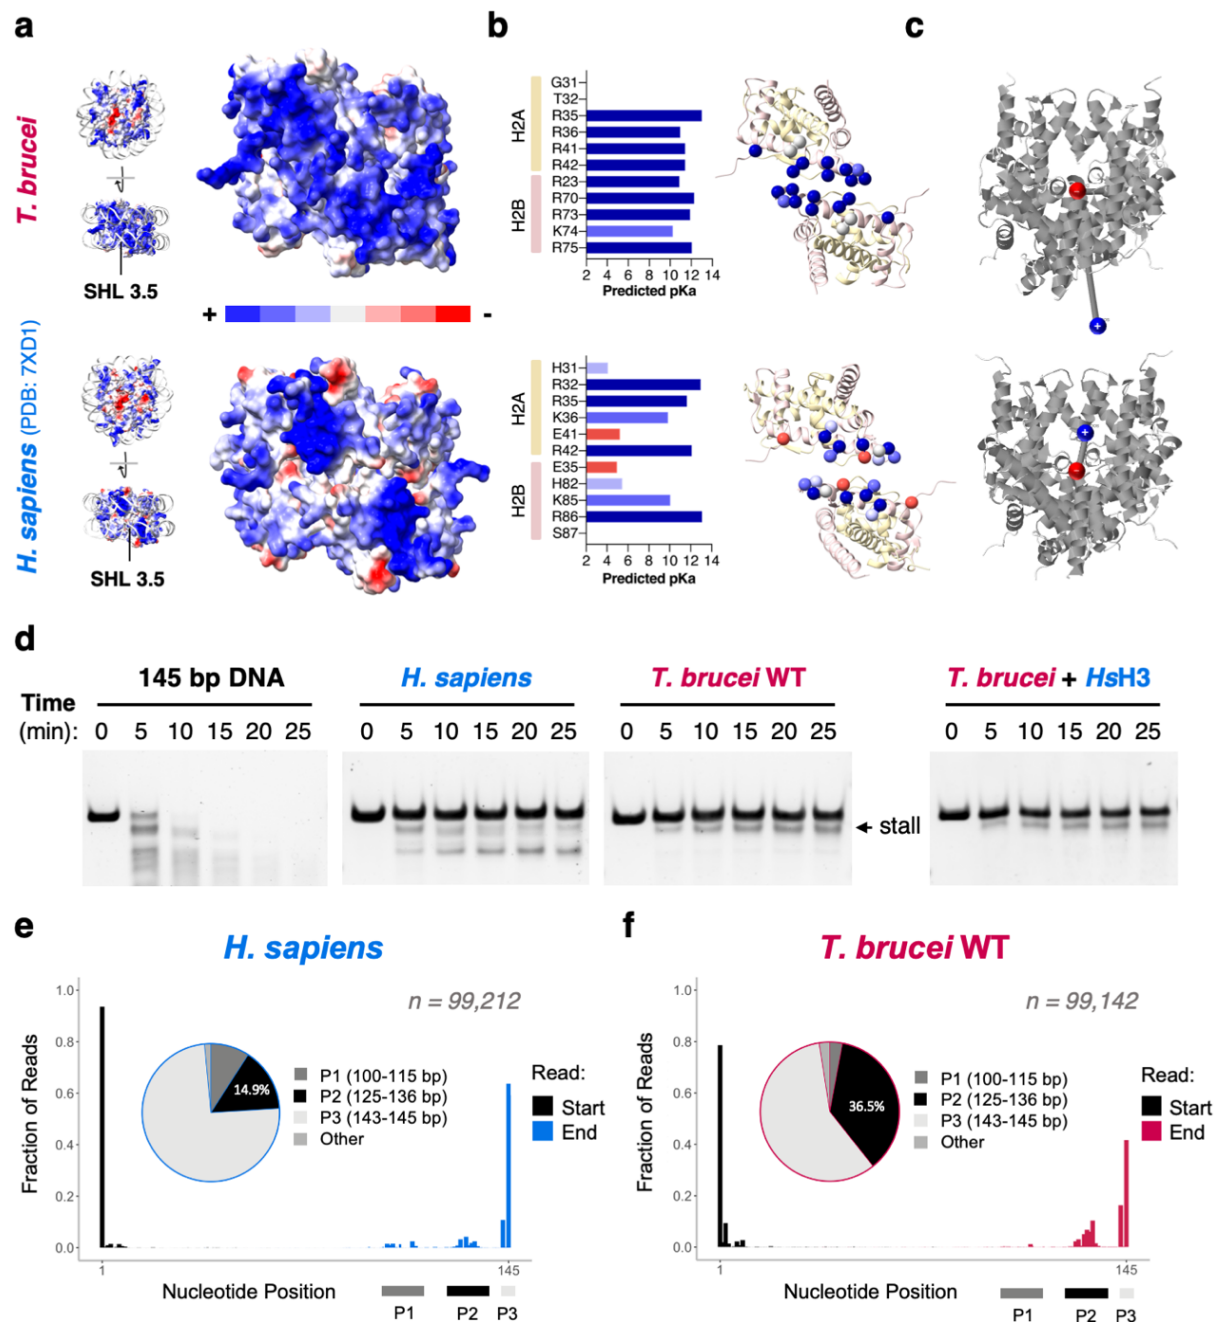 a
b
c
T. brucei
SHL 3.5
+
-
H2A
H2B
G31
T32
R35
R36
R41
R42
R23
R70
R73
K74
R75
2 4 6 8 10 12 14
Predicted pKa
+
H. sapiens (PDB: 7XD1)
SHL 3.5
H2A
H2B
H31
R32
R35
K36
E41
R42
E35
H82
K85
R86
S87
2 4 6 8 10 12 14
Predicted pKa
+
d
145 bp DNA
H. sapiens
T. brucei WT
T. brucei + HsH3
Time
(min):
0 5 10 15 20 25
0 5 10 15 20 25
0 5 10 15 20 25
0 5 10 15 20 25
stall
e
H. sapiens
n = 99,212
Fraction of Reads
1.0
0.8
0.6
0.4
0.2
0.0
14.9%
P1 (100-115 bp)
P2 (125-136 bp)
P3 (143-145 bp)
Other
Read:
Start
End
1
145
Nucleotide Position
P1
P2
P3
f
T. brucei WT
n = 99,142
Fraction of Reads
1.0
0.8
0.6
0.4
0.2
0.0
36.5%
P1 (100-115 bp)
P2 (125-136 bp)
P3 (143-145 bp)
Other
Read:
Start
End
1
145
Nucleotide Position
P1
P2
P3